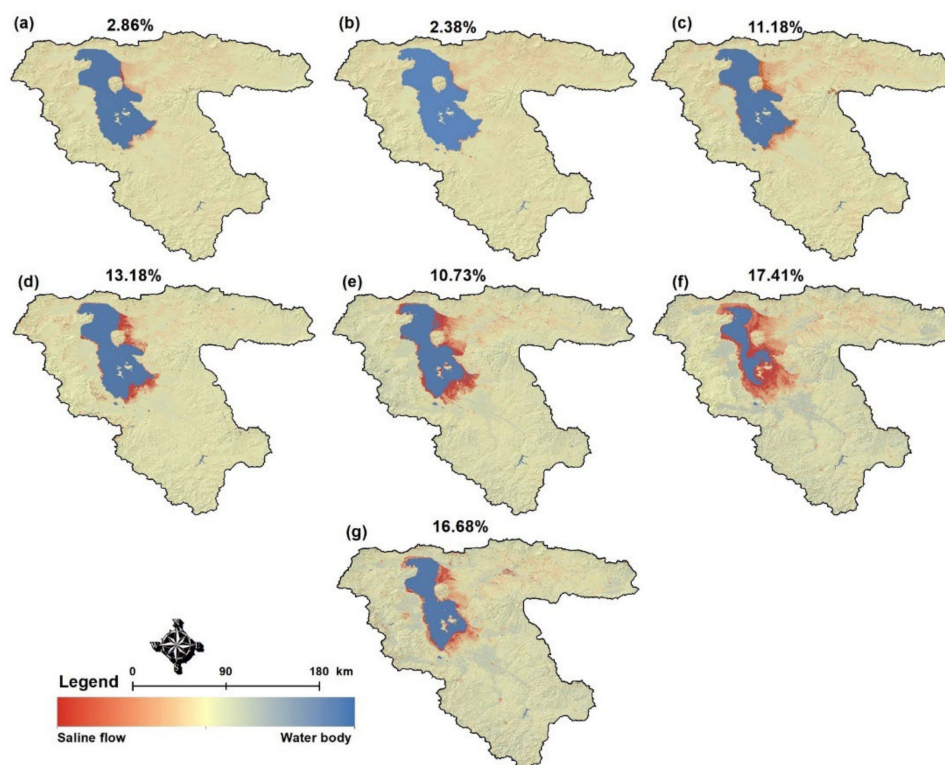 (a) 2.86%
(b) 2.38%
(c) 11.18%
(d) 13.18%
(e) 10.73%
(f) 17.41%
(g) 16.68%
0 90 180 km
Legend
Saline flow Water body